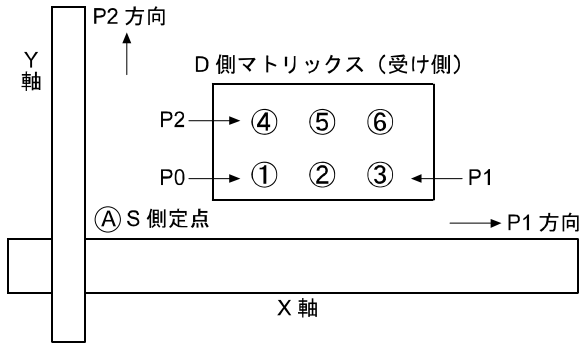 P2 方向
Y
軸
D 側マトリックス（受け側）
P2
④ ⑤ ⑥
P0
① ② ③
P1
Ⓐ S 側定点
P1 方向
X 軸